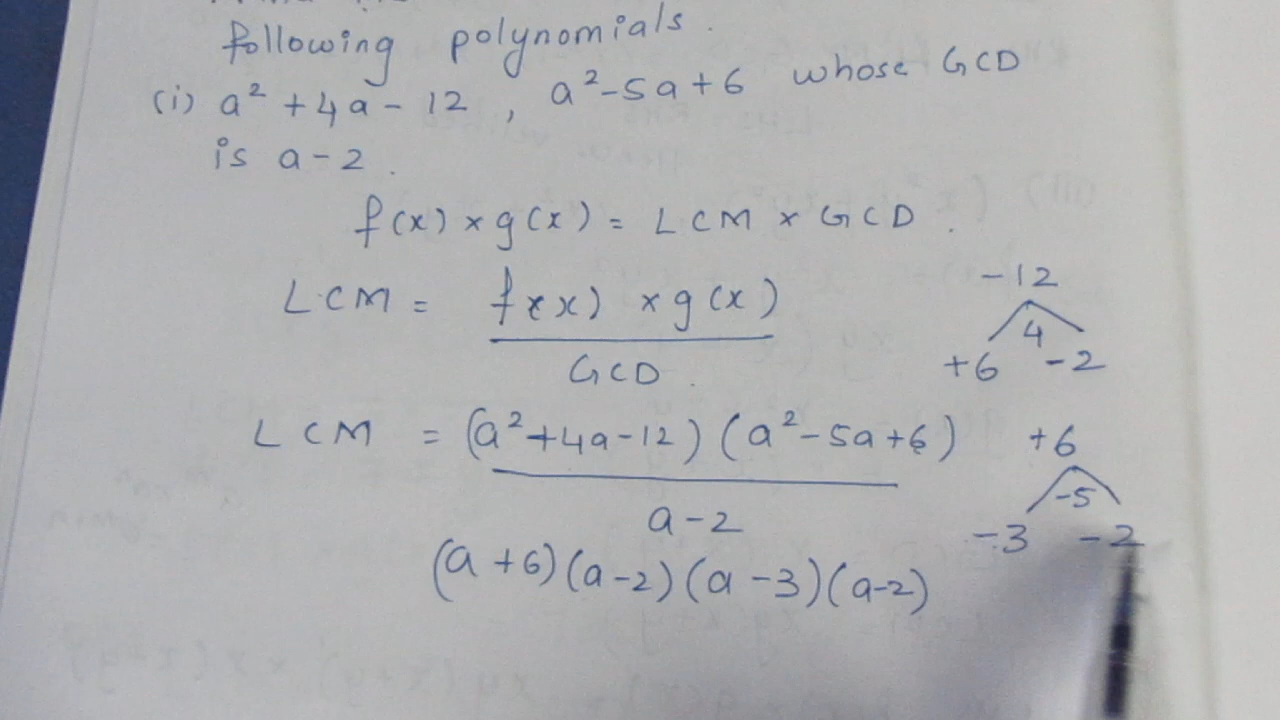 following polynomials.
(i) a² + 4a - 12 , a² - 5a + 6 whose GCD
is a - 2 .
f(x) × g(x) = LCM × GCD .
LCM = f(x) × g(x)
GCD .
-12
4
+6 -2
LCM = (a² + 4a - 12) (a² - 5a + 6)
a - 2
+6
-5
-3 -2
(a + 6) (a - 2) (a - 3) (a - 2)